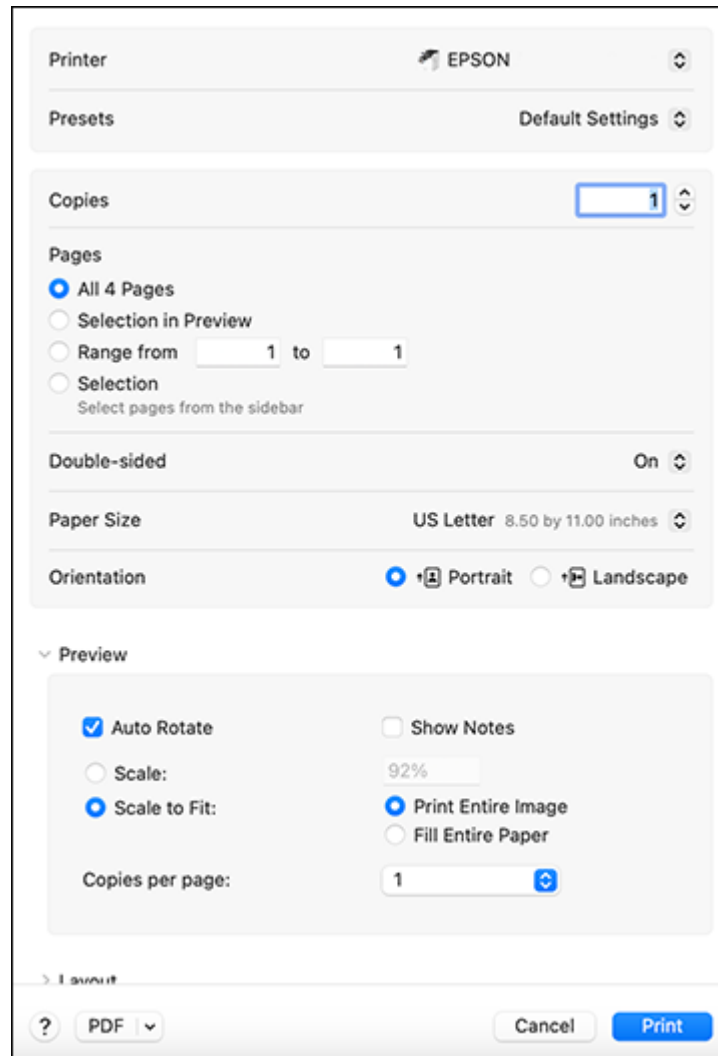 Printer EPSON
Presets Default Settings
Copies 1
Pages
All 4 Pages
Selection in Preview
Range from 1 to 1
Selection
Select pages from the sidebar
Double-sided On
Paper Size US Letter 8.50 by 11.00 inches
Orientation Portrait Landscape
Preview
Auto Rotate Show Notes
Scale: 92%
Scale to Fit: Print Entire Image
Fill Entire Paper
Copies per page: 1
Layout
? PDF Cancel Print